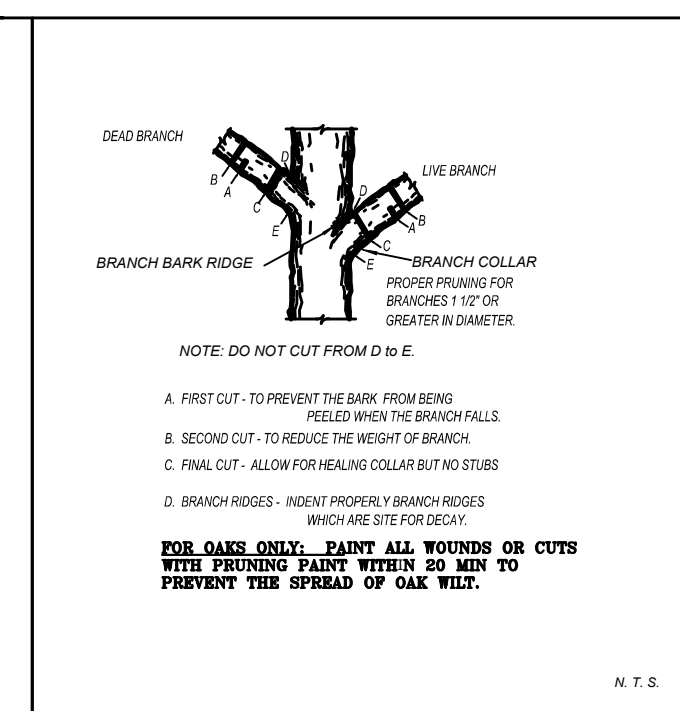 DEAD BRANCH
D
LIVE BRANCH
B
A
C
D
B
A
E
C
E
BRANCH BARK RIDGE
BRANCH COLLAR
PROPER PRUNING FOR
BRANCHES 1 1/2" OR
GREATER IN DIAMETER.
NOTE: DO NOT CUT FROM D to E.
A. FIRST CUT - TO PREVENT THE BARK FROM BEING
PEELED WHEN THE BRANCH FALLS.
B. SECOND CUT - TO REDUCE THE WEIGHT OF BRANCH.
C. FINAL CUT - ALLOW FOR HEALING COLLAR BUT NO STUBS
D. BRANCH RIDGES - INDENT PROPERLY BRANCH RIDGES
WHICH ARE SITE FOR DECAY.
FOR OAKS ONLY: PAINT ALL WOUNDS OR CUTS
WITH PRUNING PAINT WITHIN 20 MIN TO
PREVENT THE SPREAD OF OAK WILT.
N. T. S.